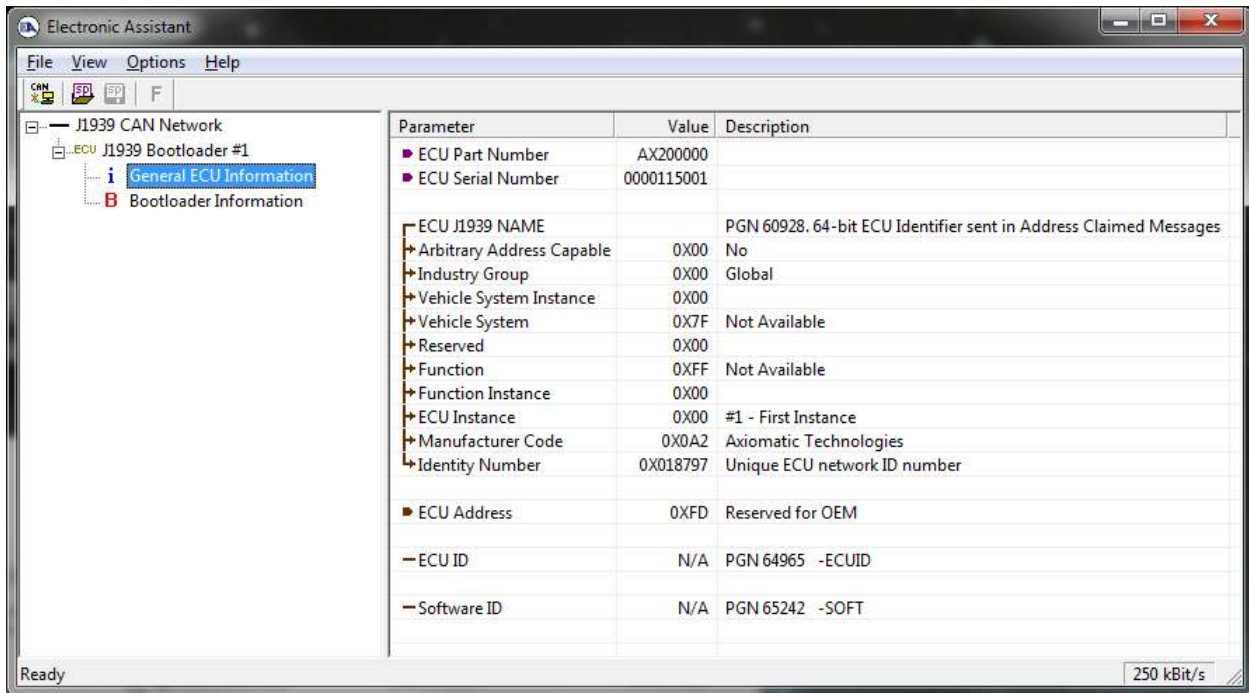 Electronic Assistant
File View Options Help
CAN SP SP F
J1939 CAN Network
ECU J1939 Bootloader #1
i General ECU Information
B Bootloader Information
Parameter Value Description
ECU Part Number AX200000
ECU Serial Number 0000115001
ECU J1939 NAME PGN 60928. 64-bit ECU Identifier sent in Address Claimed Messages
Arbitrary Address Capable 0X00 No
Industry Group 0X00 Global
Vehicle System Instance 0X00
Vehicle System 0X7F Not Available
Reserved 0X00
Function 0XFF Not Available
Function Instance 0X00
ECU Instance 0X00 #1 - First Instance
Manufacturer Code 0X0A2 Axiomatic Technologies
Identity Number 0X018797 Unique ECU network ID number
ECU Address 0XFD Reserved for OEM
ECU ID N/A PGN 64965 -ECUID
Software ID N/A PGN 65242 -SOFT
Ready 250 kBit/s